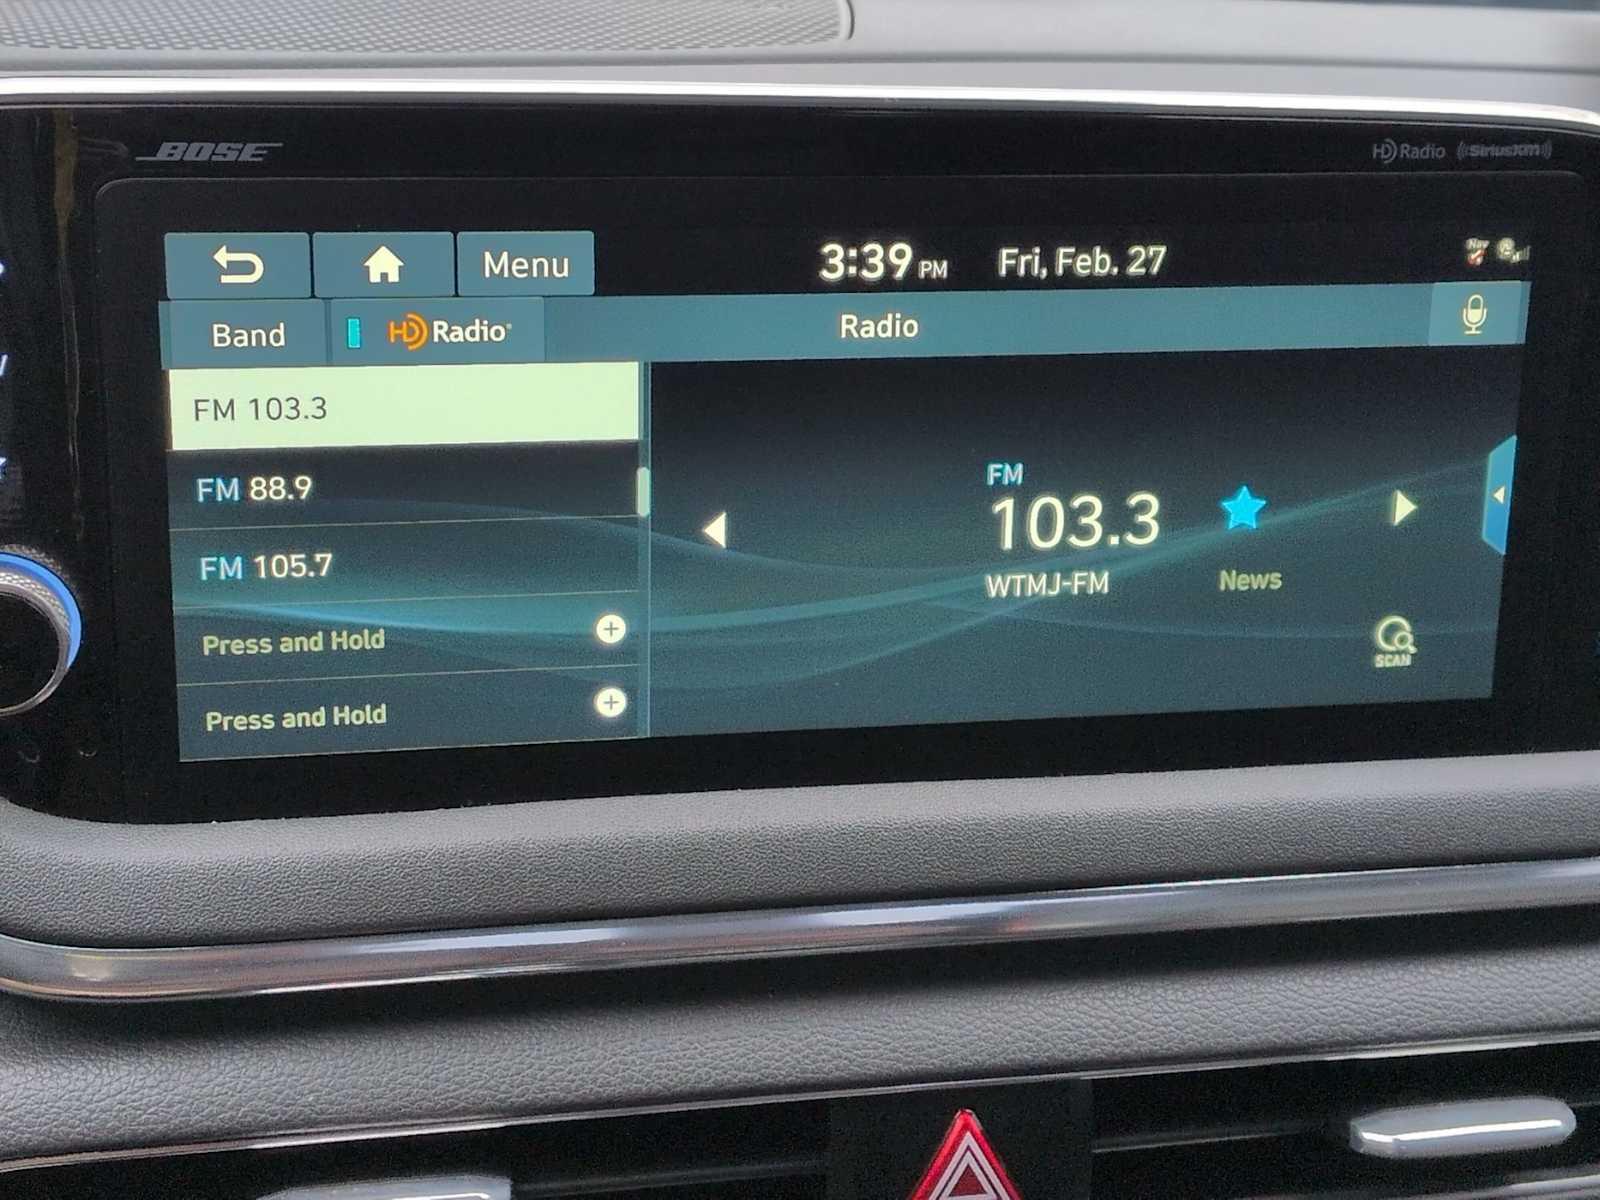 BOSE
HD Radio ((SiriusXM))
Menu
3:39 PM
Fri, Feb. 27
Nav
Band
HD Radio®
Radio
FM 103.3
FM 88.9
FM 105.7
Press and Hold
Press and Hold
FM
103.3
WTMJ-FM
News
SCAN